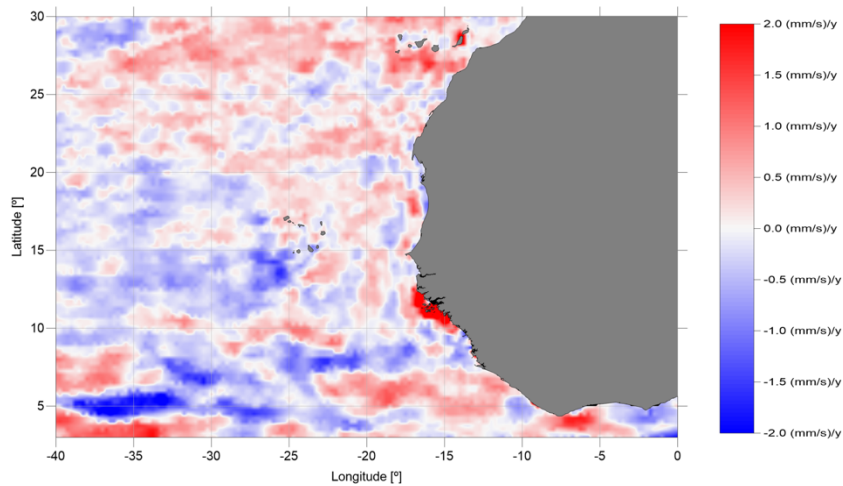 30
25
20
15
10
5
Latitude [º]
-40
-35
-30
-25
-20
-15
-10
-5
0
Longitude [º]
2.0 (mm/s)/y
1.5 (mm/s)/y
1.0 (mm/s)/y
0.5 (mm/s)/y
0.0 (mm/s)/y
-0.5 (mm/s)/y
-1.0 (mm/s)/y
-1.5 (mm/s)/y
-2.0 (mm/s)/y